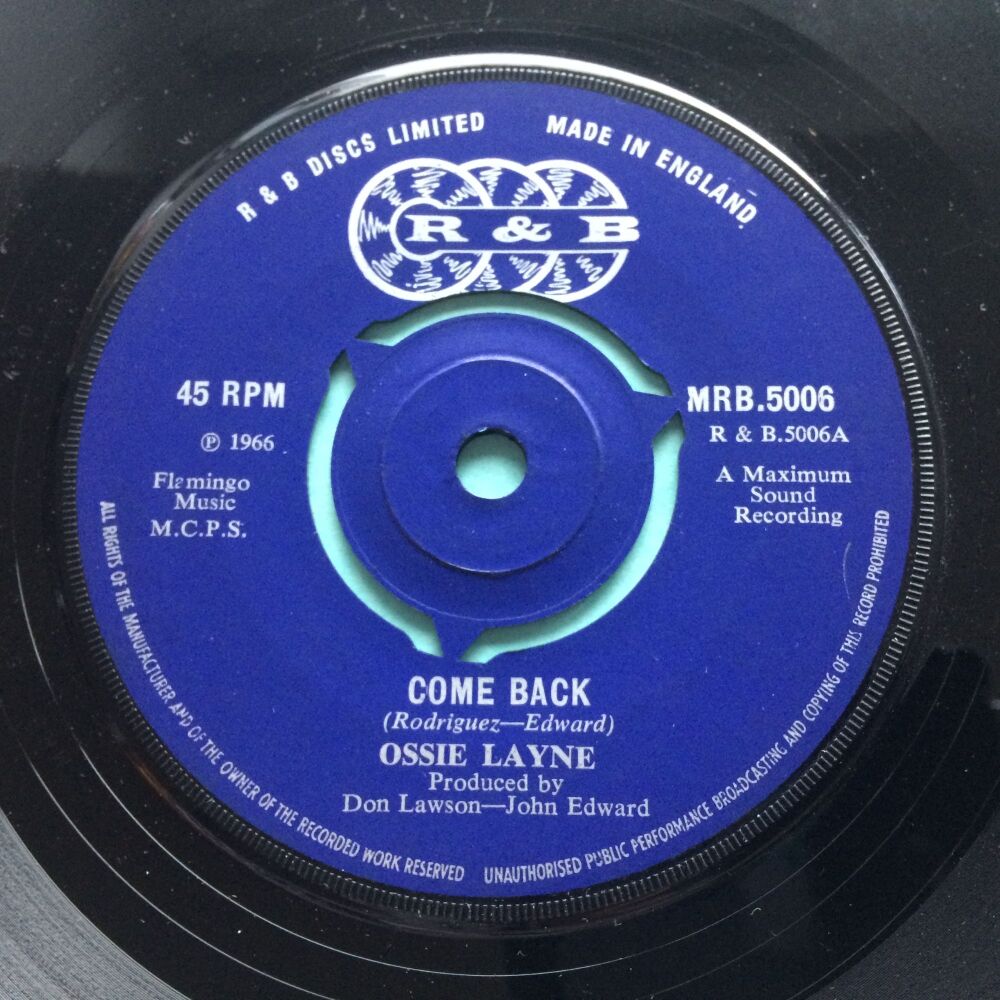 R & B DISCS LIMITED MADE IN ENGLAND.
R & B
45 RPM
℗ 1966
Flamingo
Music
M.C.P.S.
MRB.5006
R & B.5006A
A Maximum
Sound
Recording
COME BACK
(Rodriguez—Edward)
OSSIE LAYNE
Produced by
Don Lawson—John Edward
ALL RIGHTS OF THE MANUFACTURER AND OF THE OWNER OF THE RECORDED WORK RESERVED UNAUTHORISED PUBLIC PERFORMANCE BROADCASTING AND COPYING OF THIS RECORD PROHIBITED